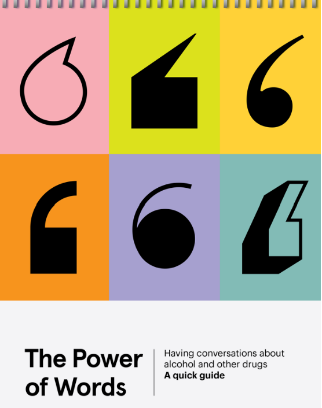 The Power
of Words
Having conversations about
alcohol and other drugs
A quick guide